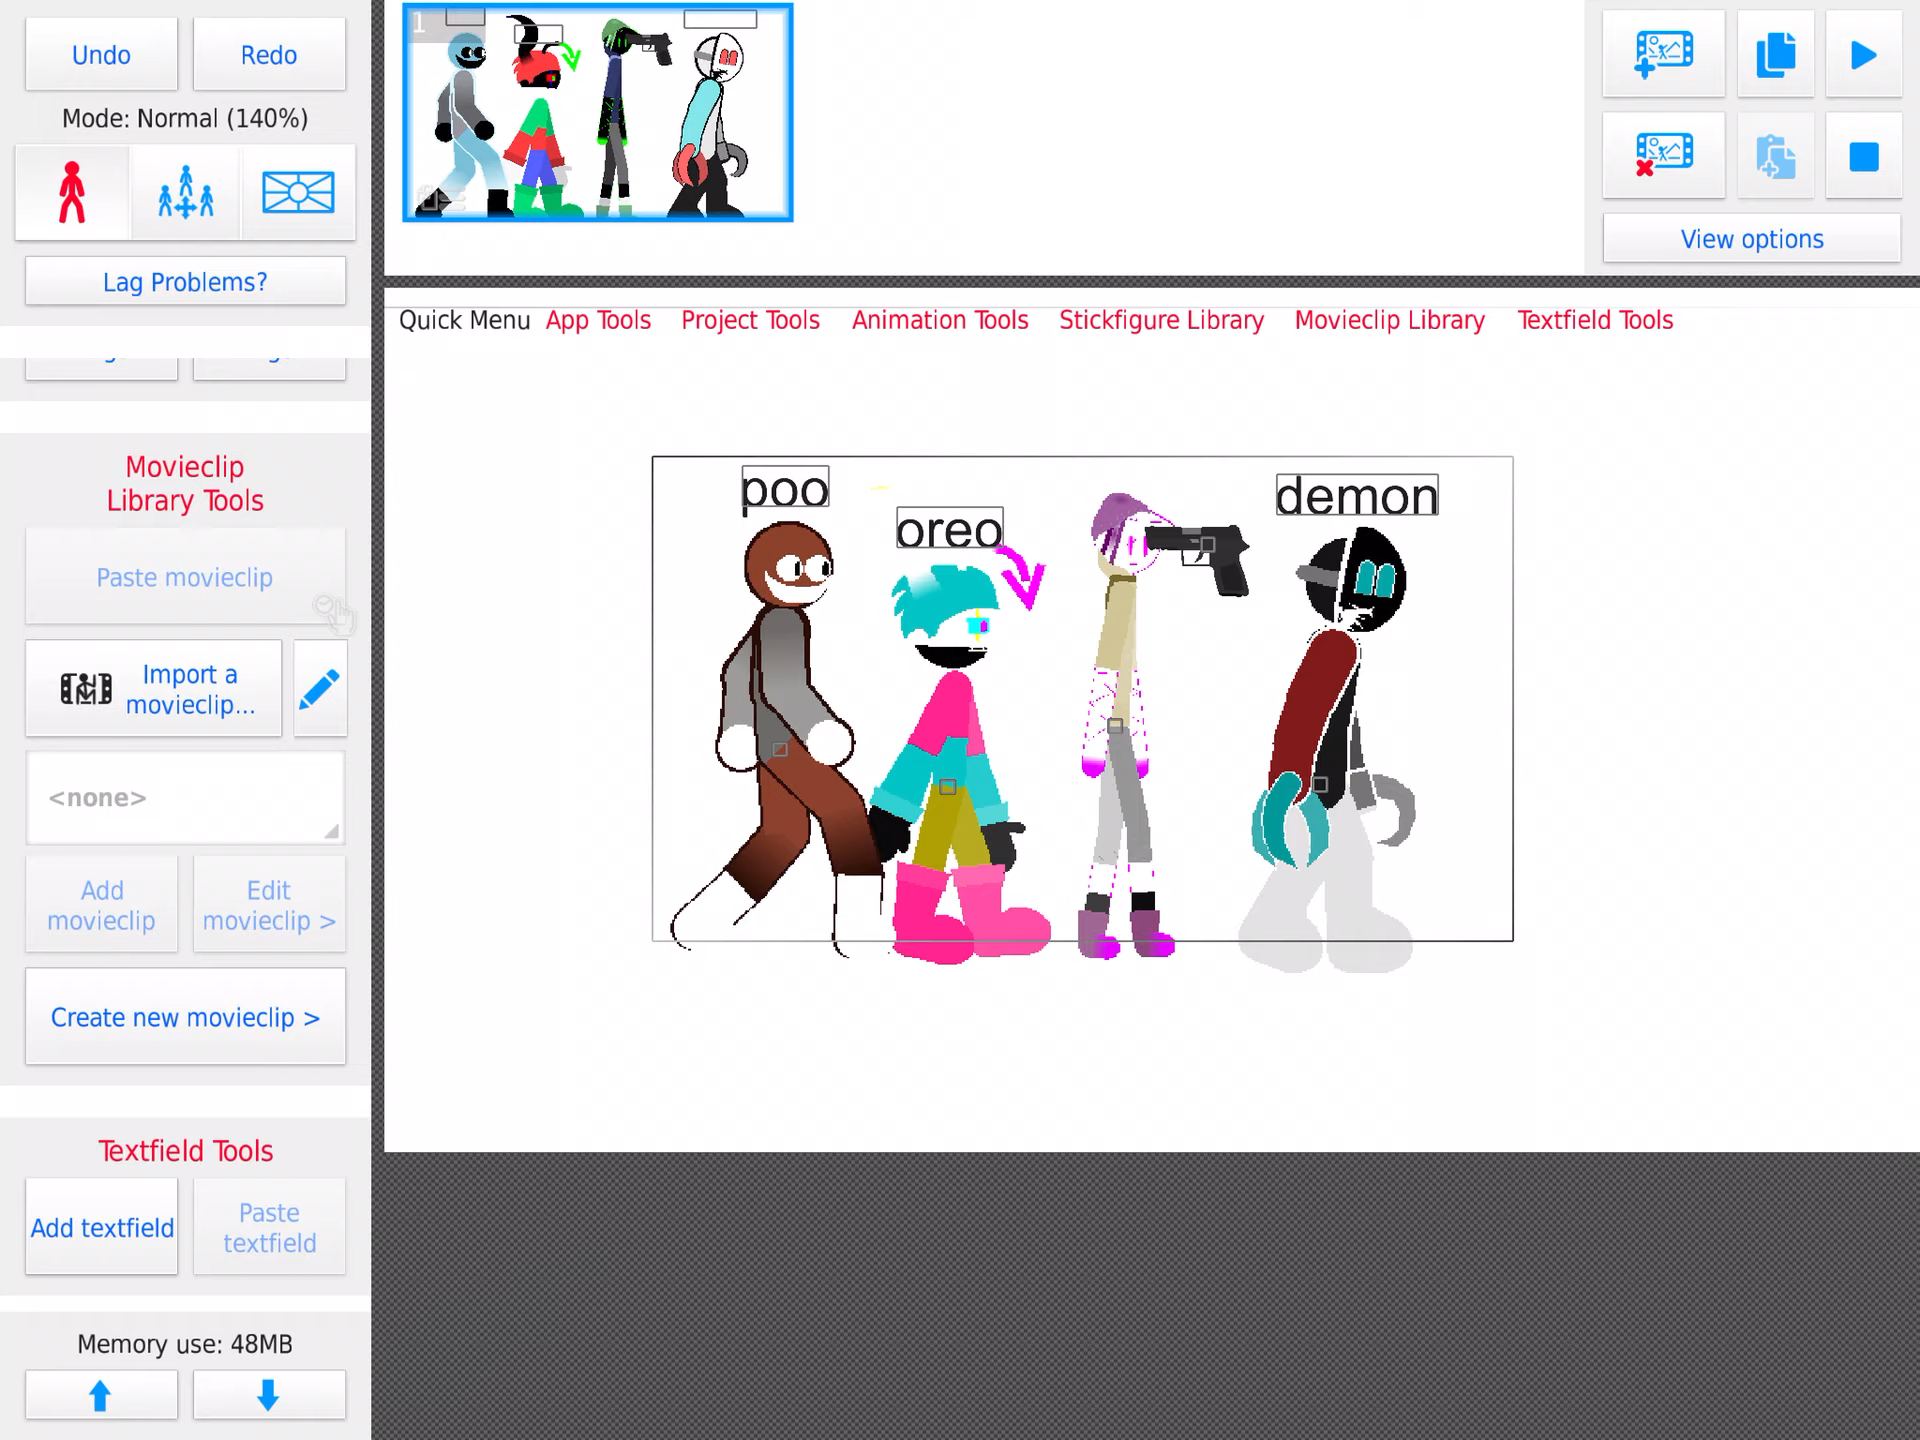 Undo
Redo
Mode: Normal (140%)
Lag Problems?
Movieclip
Library Tools
Paste movieclip
Import a
movieclip...
<none>
Add
movieclip
Edit
movieclip >
Create new movieclip >
Textfield Tools
Add textfield
Paste
textfield
Memory use: 48MB
1
View options
Quick Menu
App Tools
Project Tools
Animation Tools
Stickfigure Library
Movieclip Library
Textfield Tools
poo
oreo
demon